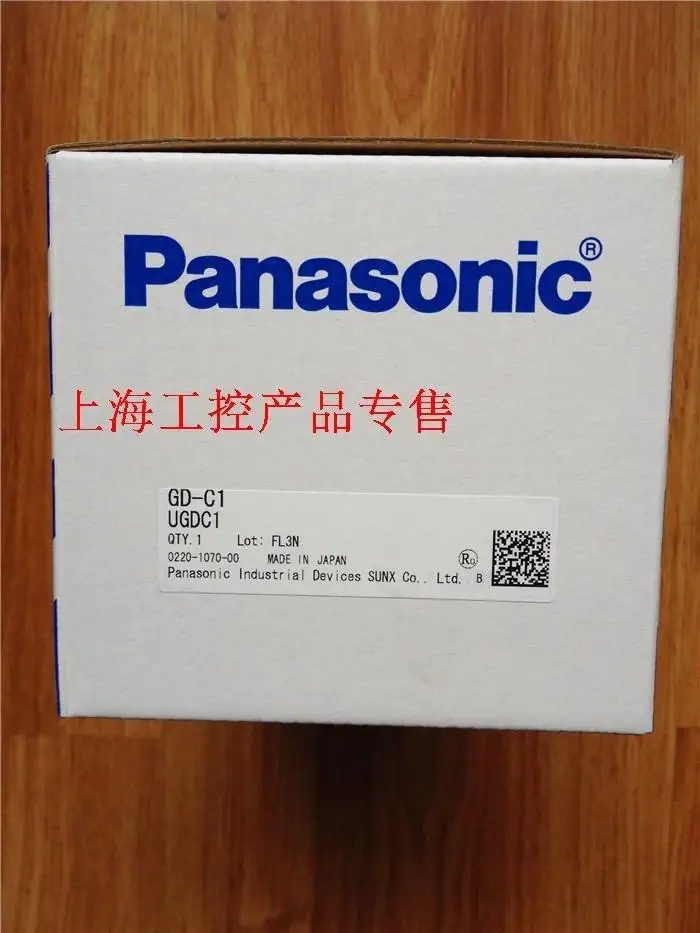 Panasonic®
上海工控产品专售
GD-C1
UGDC1
QTY.1 Lot: FL3N
0220-1070-00 MADE IN JAPAN
Ro
Panasonic Industrial Devices SUNX Co., Ltd. B